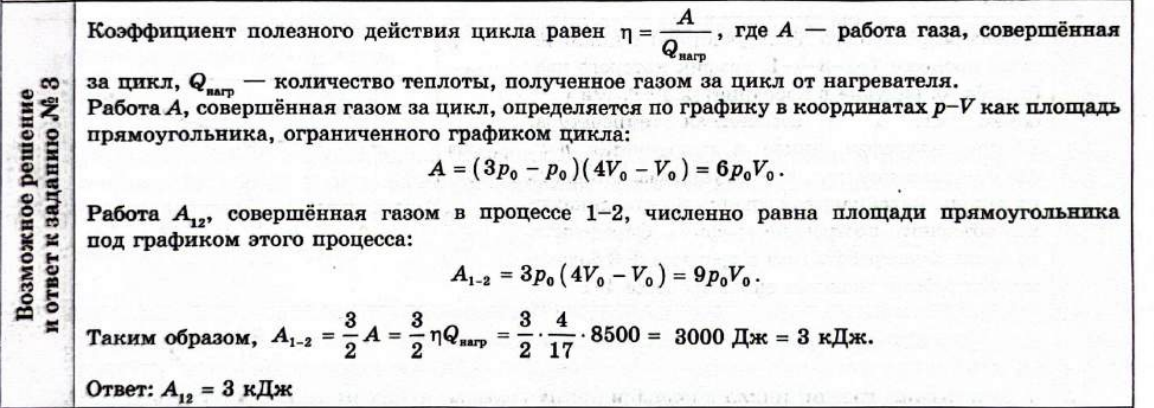 Возможное решение
и ответ к заданию № 3
Коэффициент полезного действия цикла равен η = A / Q нагр , где A — работа газа, совершённая
за цикл, Q нагр — количество теплоты, полученное газом за цикл от нагревателя.
Работа A, совершённая газом за цикл, определяется по графику в координатах p–V как площадь
прямоугольника, ограниченного графиком цикла:
A = (3p₀ − p₀)(4V₀ − V₀) = 6p₀V₀.
Работа A₁₂, совершённая газом в процессе 1–2, численно равна площади прямоугольника
под графиком этого процесса:
A₁₋₂ = 3p₀(4V₀ − V₀) = 9p₀V₀.
Таким образом, A₁₋₂ = 3/2 A = 3/2 ηQ нагр = 3/2 · 4/17 · 8500 = 3000 Дж = 3 кДж.
Ответ: A₁₂ = 3 кДж